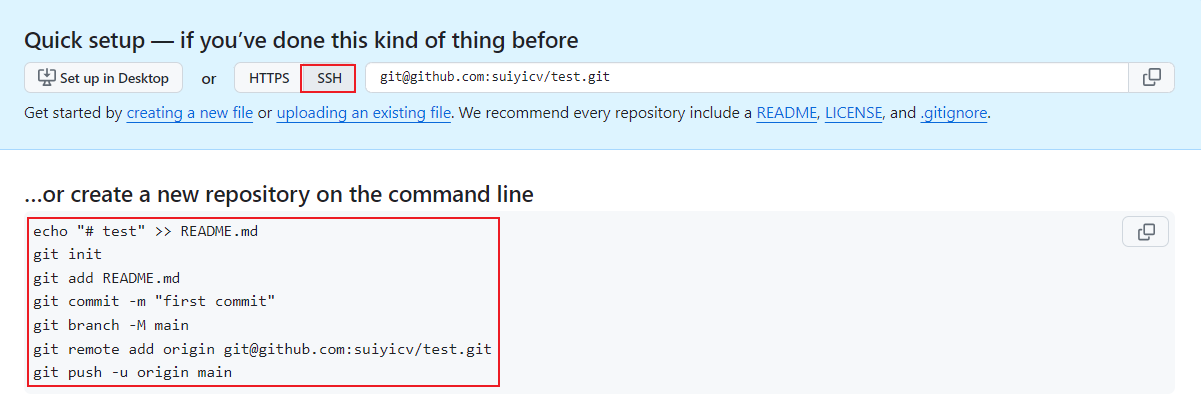 Quick setup — if you’ve done this kind of thing before
Set up in Desktop or HTTPS SSH git@github.com:suiyicv/test.git
Get started by creating a new file or uploading an existing file. We recommend every repository include a README, LICENSE, and .gitignore.
…or create a new repository on the command line
echo "# test" >> README.md
git init
git add README.md
git commit -m "first commit"
git branch -M main
git remote add origin git@github.com:suiyicv/test.git
git push -u origin main